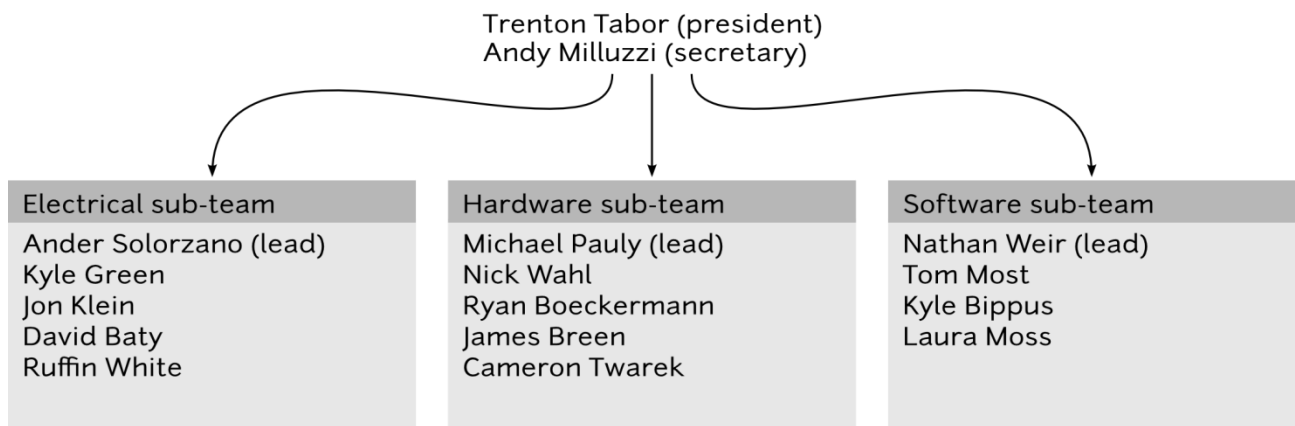 Trenton Tabor (president)
Andy Milluzzi (secretary)
Electrical sub-team
Ander Solorzano (lead)
Kyle Green
Jon Klein
David Baty
Ruffin White
Hardware sub-team
Michael Pauly (lead)
Nick Wahl
Ryan Boeckermann
James Breen
Cameron Twarek
Software sub-team
Nathan Weir (lead)
Tom Most
Kyle Bippus
Laura Moss